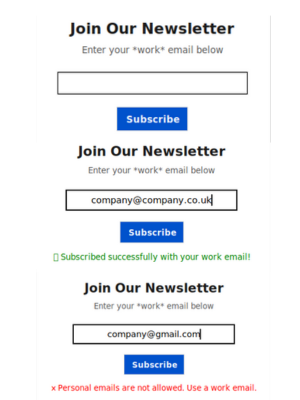 Join Our Newsletter
Enter your *work* email below
Subscribe
Join Our Newsletter
Enter your *work* email below
company@company.co.uk
Subscribe
▯ Subscribed successfully with your work email!
Join Our Newsletter
Enter your *work* email below
company@gmail.com
Subscribe
x Personal emails are not allowed. Use a work email.